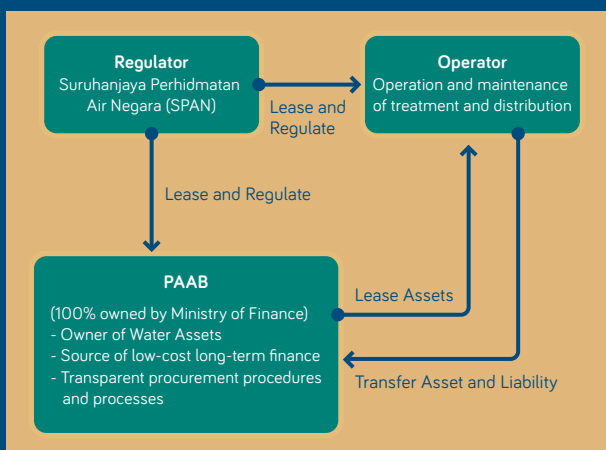 Regulator
Suruhanjaya Perhidmatan
Air Negara (SPAN)
Operator
Operation and maintenance
of treatment and distribution
Lease and
Regulate
Lease and Regulate
PAAB
(100% owned by Ministry of Finance)
- Owner of Water Assets
- Source of low-cost long-term finance
- Transparent procurement procedures
and processes
Lease Assets
Transfer Asset and Liability